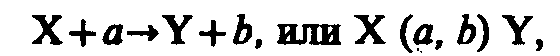 X + a → Y + b, или X (a, b) Y,